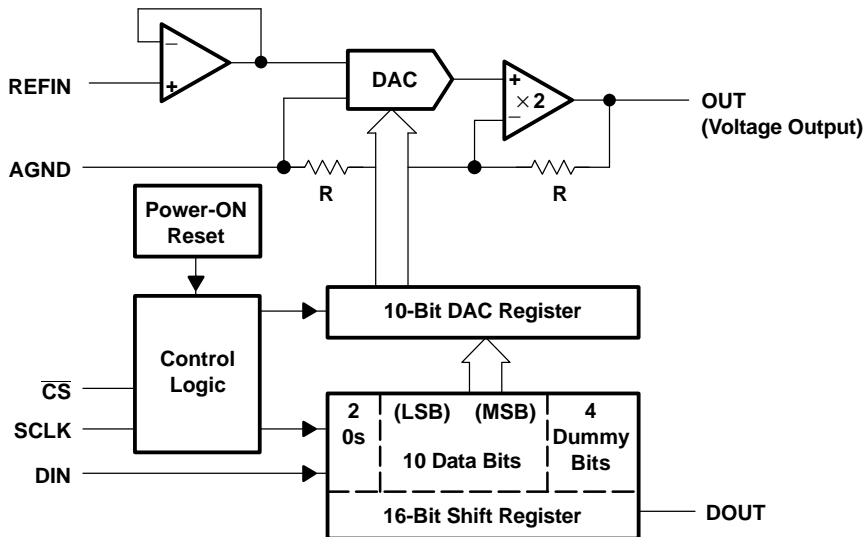 −
+
REFIN
DAC
+
× 2
−
OUT
(Voltage Output)
AGND
R
R
Power-ON
Reset
10-Bit DAC Register
Control
Logic
CS
SCLK
DIN
2
0s
(LSB) (MSB)
10 Data Bits
4
Dummy
Bits
16-Bit Shift Register
DOUT